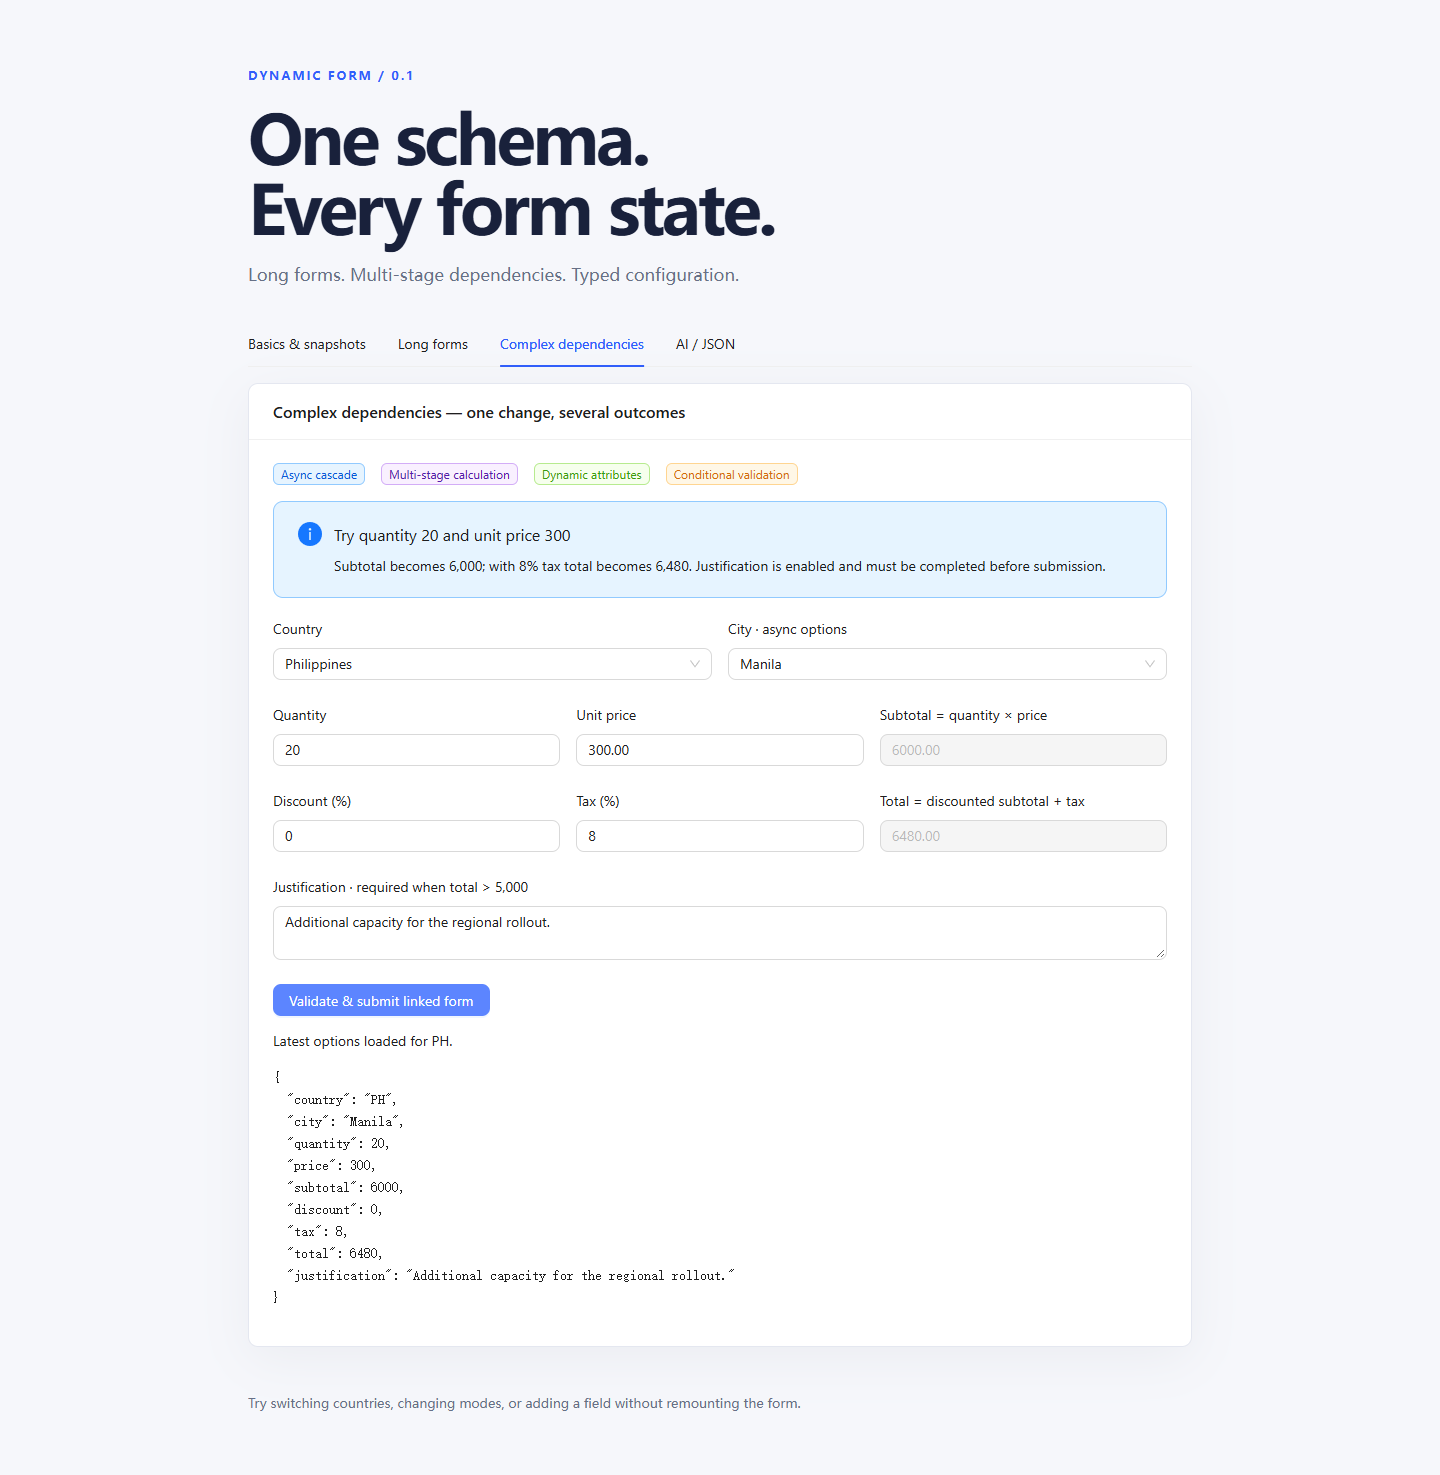 DYNAMIC FORM / 0.1
One schema.
Every form state.
Long forms. Multi-stage dependencies. Typed configuration.
Basics & snapshots Long forms Complex dependencies AI / JSON
Complex dependencies — one change, several outcomes
Async cascade Multi-stage calculation Dynamic attributes Conditional validation
Try quantity 20 and unit price 300
Subtotal becomes 6,000; with 8% tax total becomes 6,480. Justification is enabled and must be completed before submission.
Country City · async options
Philippines Manila
Quantity Unit price Subtotal = quantity × price
20 300.00 6000.00
Discount (%) Tax (%) Total = discounted subtotal + tax
0 8 6480.00
Justification · required when total > 5,000
Additional capacity for the regional rollout.
Validate & submit linked form
Latest options loaded for PH.
{
  "country": "PH",
  "city": "Manila",
  "quantity": 20,
  "price": 300,
  "subtotal": 6000,
  "discount": 0,
  "tax": 8,
  "total": 6480,
  "justification": "Additional capacity for the regional rollout."
}
Try switching countries, changing modes, or adding a field without remounting the form.